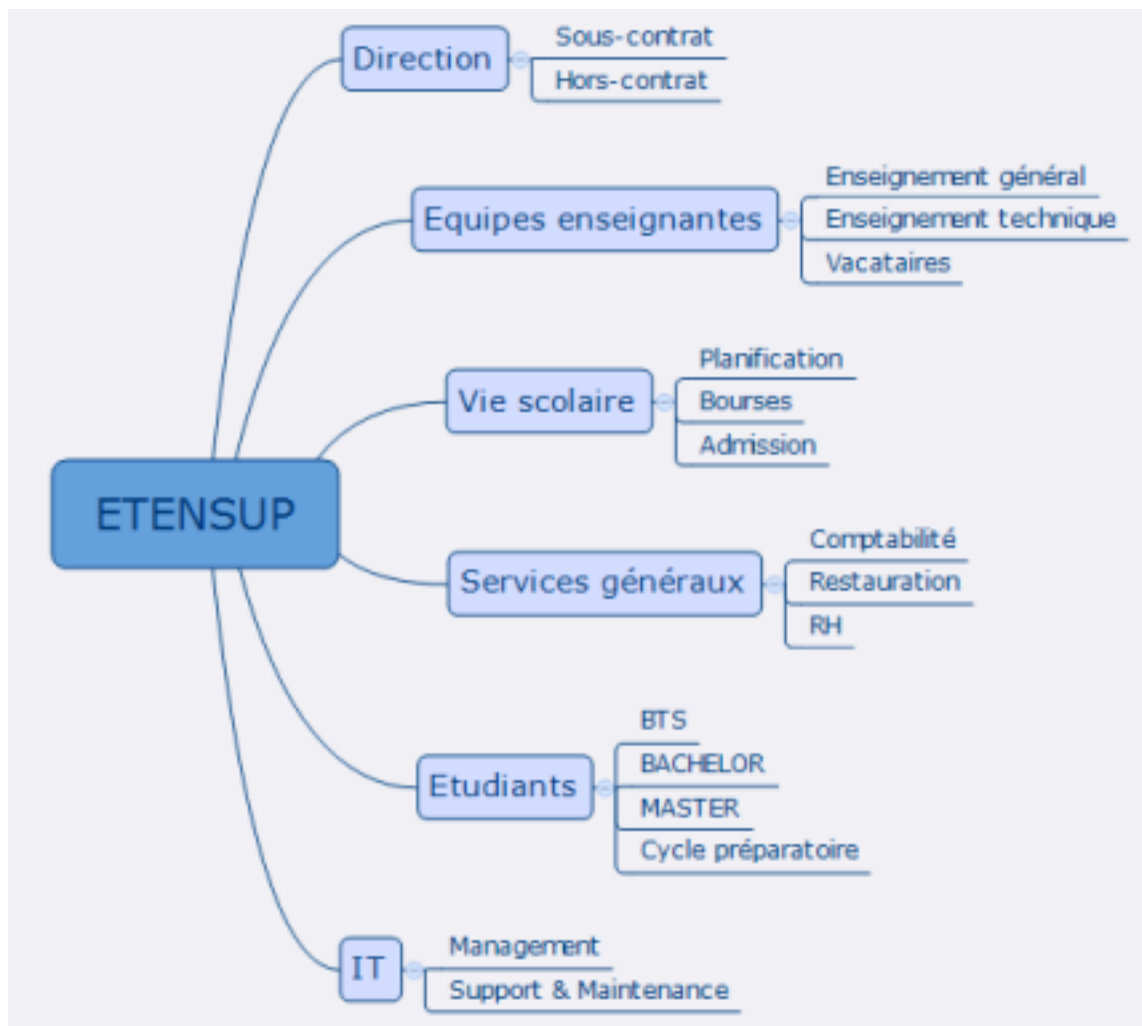 Direction
Sous-contrat
Hors-contrat
Equipes enseignantes
Enseignement général
Enseignement technique
Vacataires
Vie scolaire
Planification
Bourses
Admission
ETENSUP
Services généraux
Comptabilité
Restauration
RH
Etudiants
BTS
BACHELOR
MASTER
Cycle préparatoire
IT
Management
Support & Maintenance